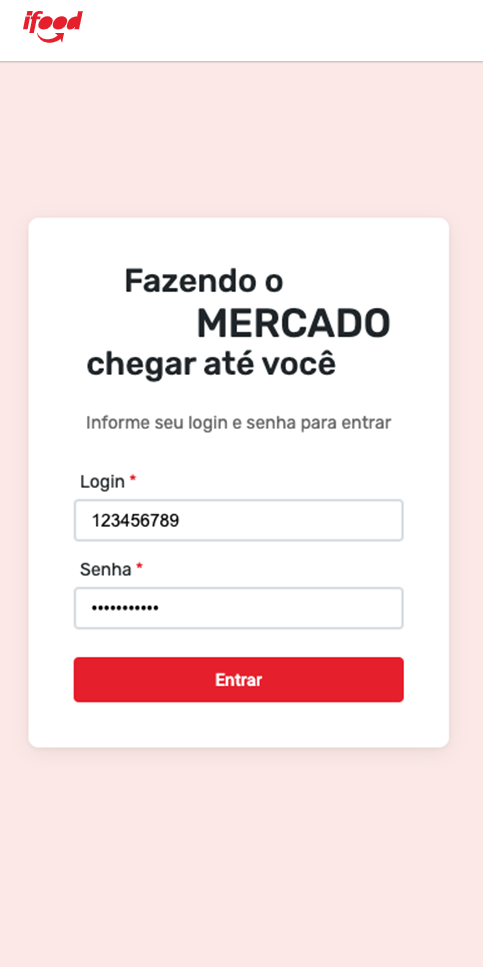 ifood
Fazendo o
MERCADO
chegar até você
Informe seu login e senha para entrar
Login *
123456789
Senha *
•••••••••••
Entrar